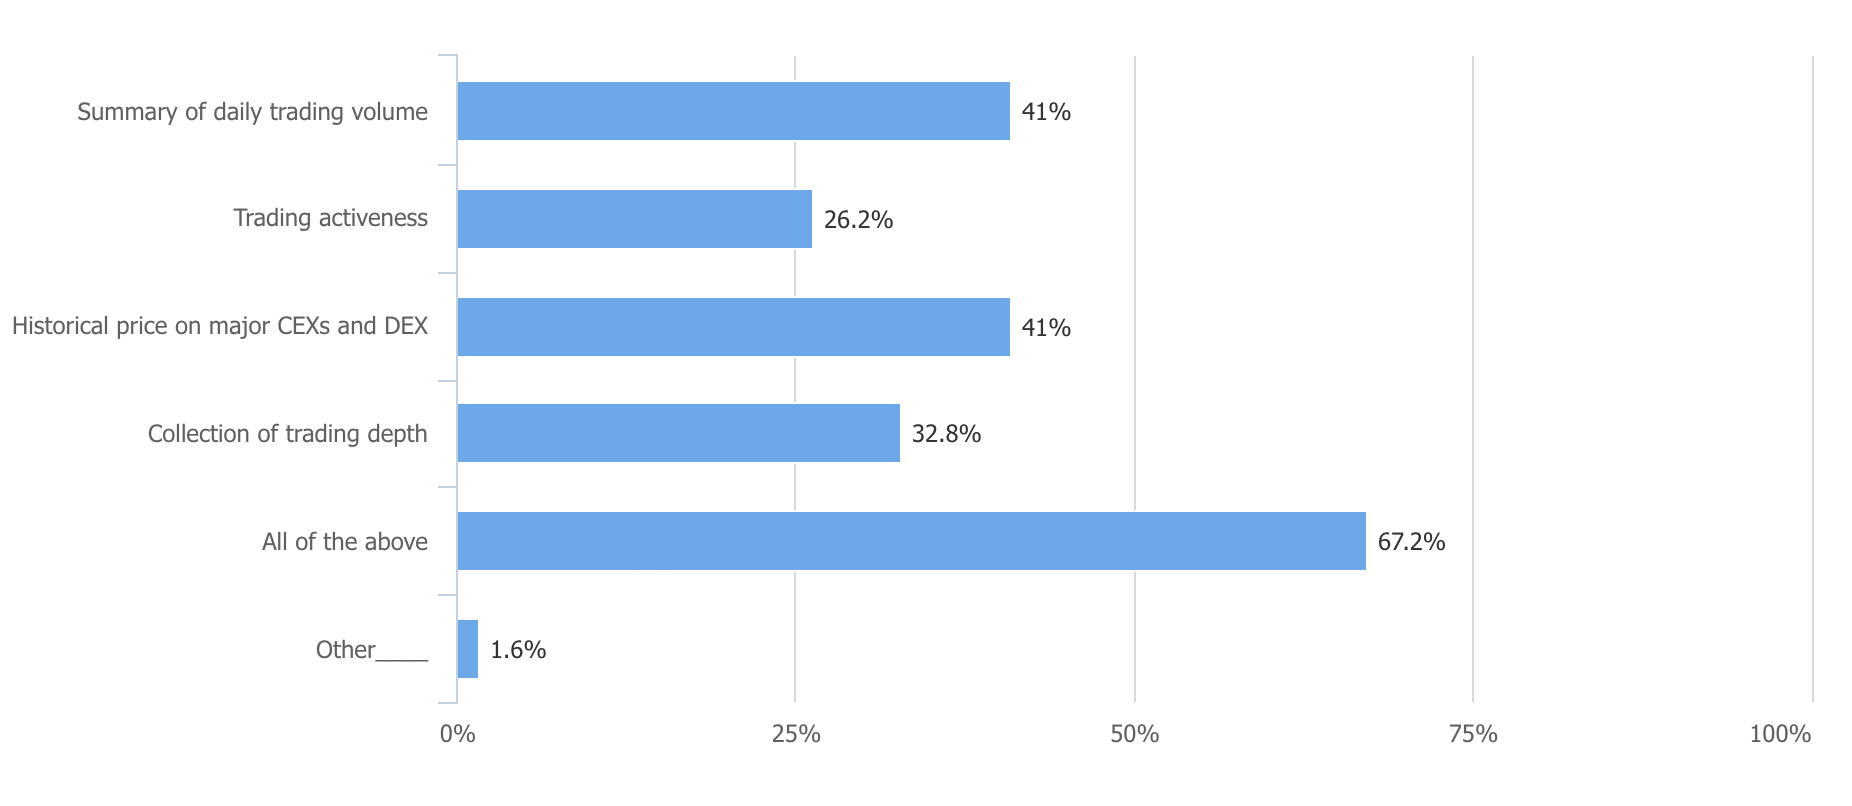 Summary of daily trading volume
41%
Trading activeness
26.2%
Historical price on major CEXs and DEX
41%
Collection of trading depth
32.8%
All of the above
67.2%
Other____
1.6%
0% 25% 50% 75% 100%